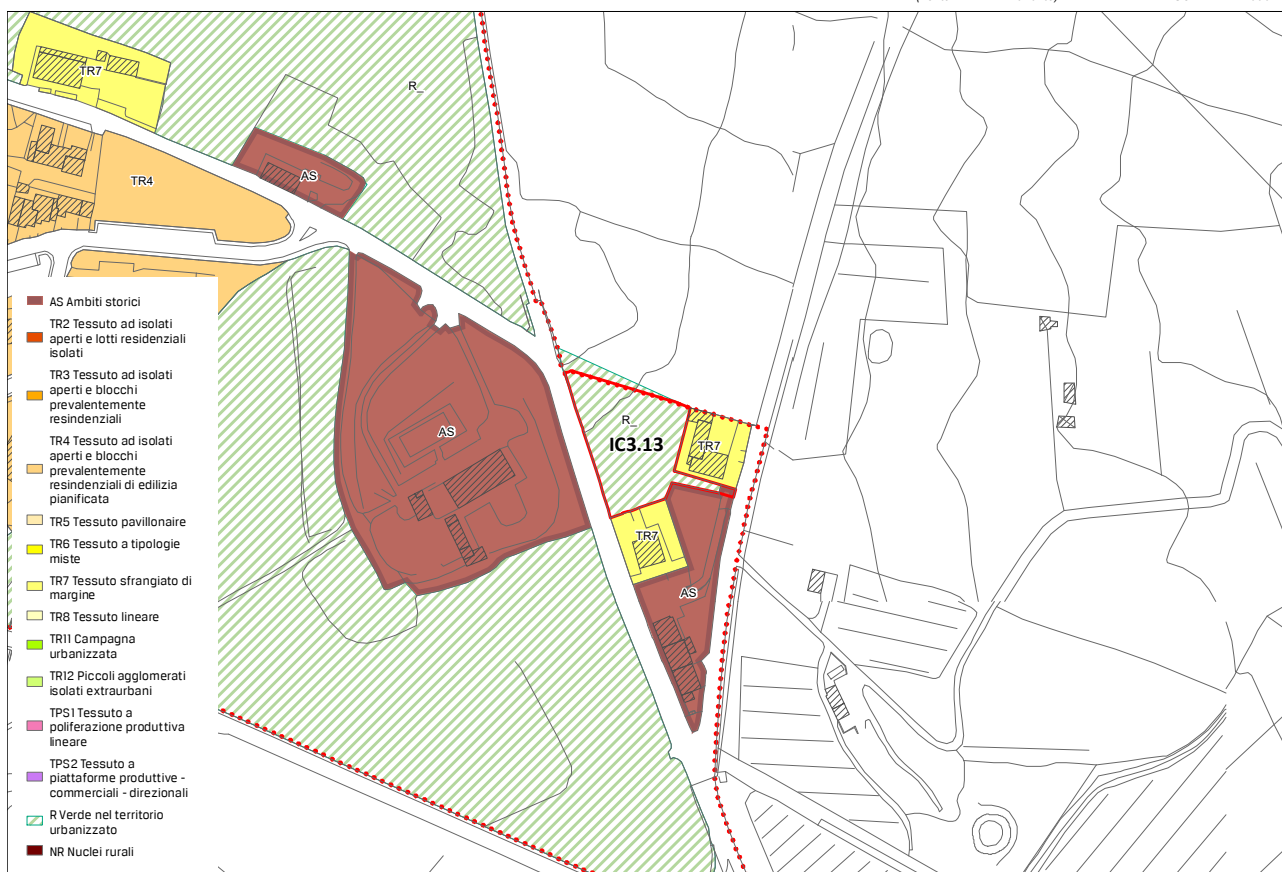 TR7
R_
TR4
AS
AS
R_
IC3.13
TR7
TR7
AS
AS Ambiti storici
TR2 Tessuto ad isolati
aperti e lotti residenziali
isolati
TR3 Tessuto ad isolati
aperti e blocchi
prevalentemente
resindenziali
TR4 Tessuto ad isolati
aperti e blocchi
prevalentemente
resindenziali di edilizia
pianificata
TR5 Tessuto pavillonaire
TR6 Tessuto a tipologie
miste
TR7 Tessuto sfrangiato di
margine
TR8 Tessuto lineare
TR11 Campagna
urbanizzata
TR12 Piccoli agglomerati
isolati extraurbani
TPS1 Tessuto a
poliferazione produttiva
lineare
TPS2 Tessuto a
piattaforme produttive -
commerciali - direzionali
R Verde nel territorio
urbanizzato
NR Nuclei rurali